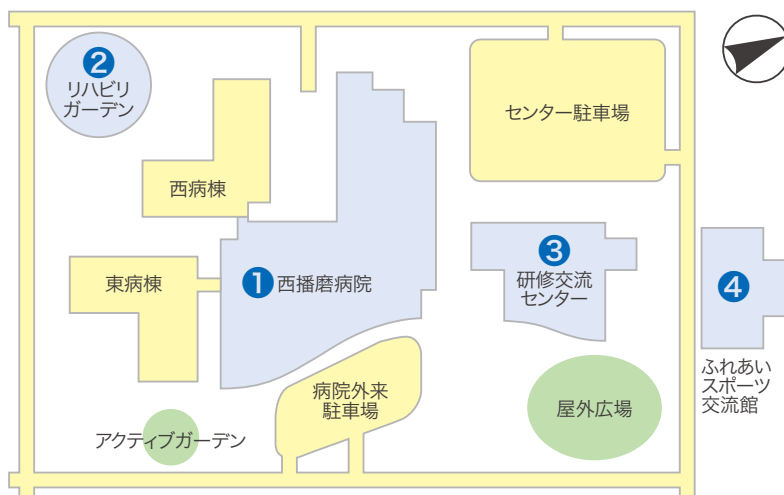 2
リハビリ
ガーデン
センター駐車場
西病棟
東病棟
1 西播磨病院
3
研修交流
センター
4
ふれあい
スポーツ
交流館
病院外来
駐車場
屋外広場
アクティブガーデン